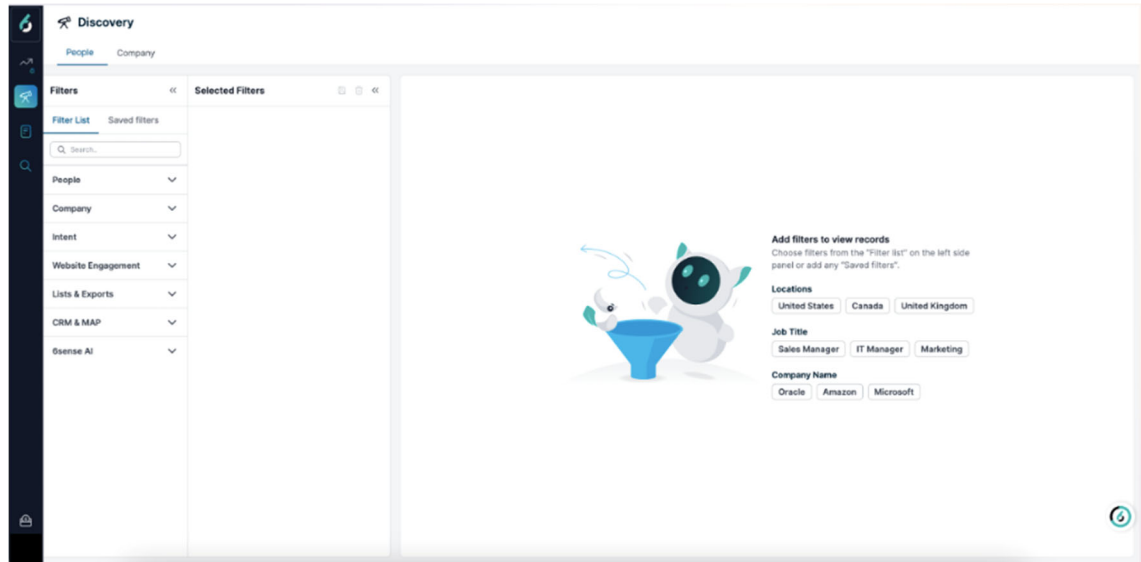 Discovery
People Company
Filters
Selected Filters
Filter List Saved filters
Search..
People
Company
Intent
Website Engagement
Lists & Exports
CRM & MAP
6sense AI
Add filters to view records
Choose filters from the "Filter list" on the left side
panel or add any "Saved filters".
Locations
United States Canada United Kingdom
Job Title
Sales Manager IT Manager Marketing
Company Name
Oracle Amazon Microsoft